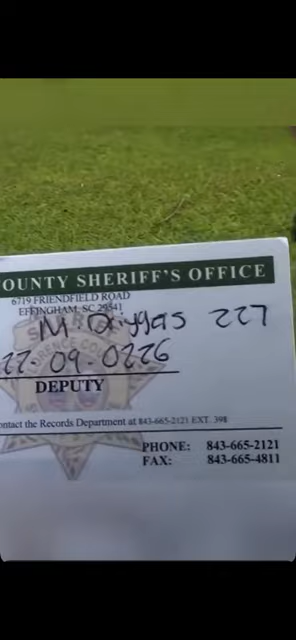 OUNTY SHERIFF'S OFFICE
6719 FRIENDFIELD ROAD
EFFINGHAM, SC 29541
M. Driggers 227
22-09-0226
DEPUTY
ontact the Records Department at 843-665-2121 EXT. 398
PHONE: 843-665-2121
FAX: 843-665-4811